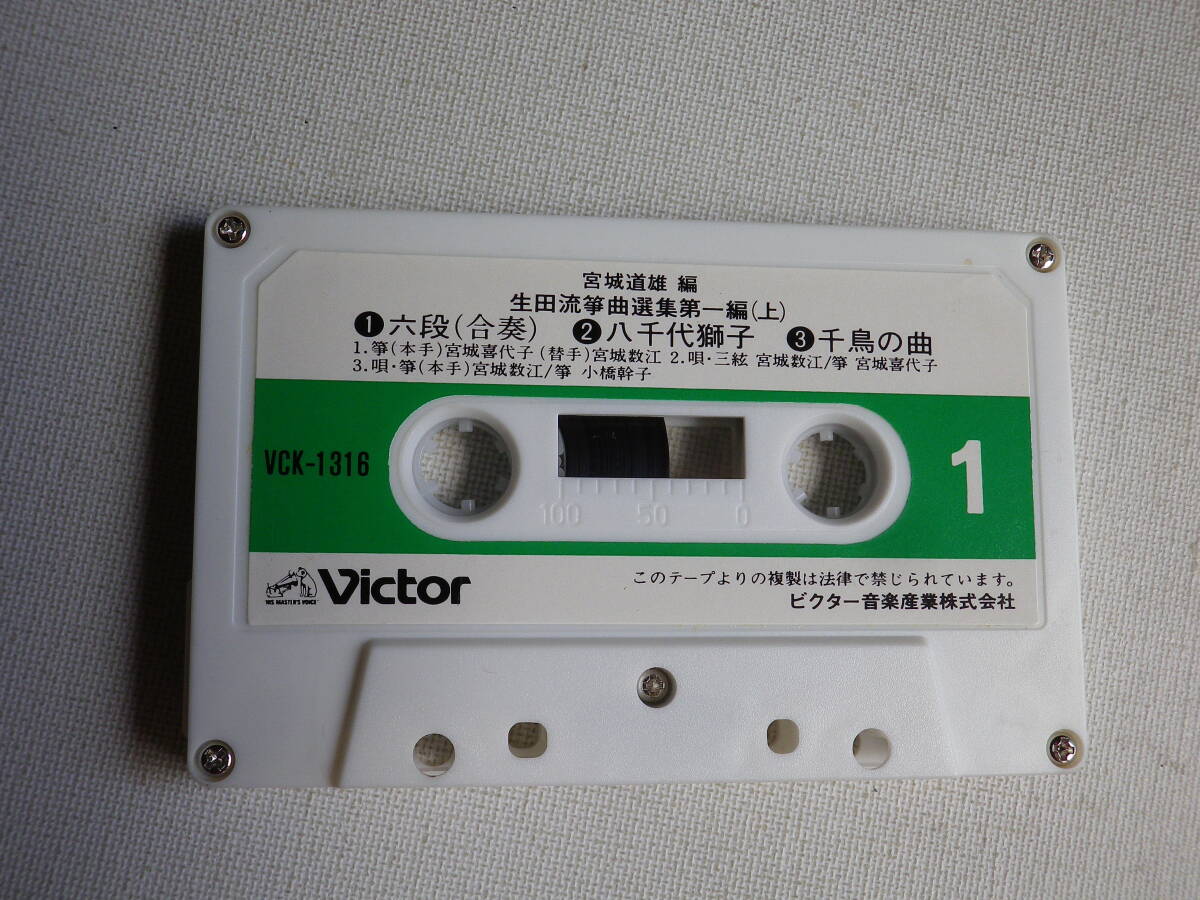 宮城道雄 編
生田流箏曲選集第一編(上)
❶六段(合奏) ❷八千代獅子 ❸千鳥の曲
1.箏(本手)宮城喜代子(替手)宮城数江 2.唄・三絃 宮城数江/箏 宮城喜代子
3.唄・箏(本手)宮城数江/箏 小橋幹子
VCK-1316
1
100 50 0
"HIS MASTER'S VOICE"
Victor
このテープよりの複製は法律で禁じられています。
ビクター音楽産業株式会社